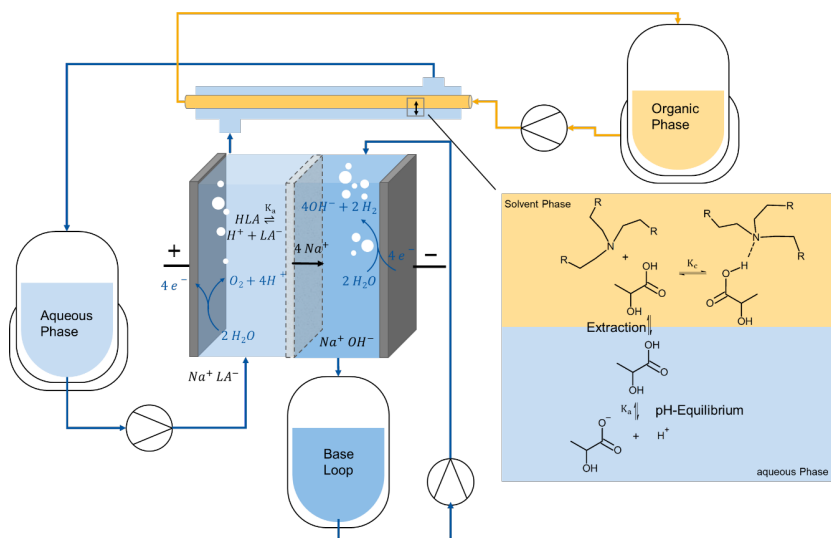 Organic
Phase
Aqueous
Phase
+
4 e⁻
HLA ⇌ Kₐ
H⁺ + LA⁻
O₂ + 4H⁺
2 H₂O
4 Na⁺
4OH⁻ + 2 H₂
2 H₂O
4e⁻
−
Na⁺ OH⁻
Na⁺ LA⁻
Base
Loop
Solvent Phase
R
R
R
N
+
OH
O
OH
K_c
R
R
R
N
H
O
O
OH
Extraction
OH
O
OH
Kₐ
pH-Equilibrium
O⁻
O
OH
+ H⁺
aqueous Phase